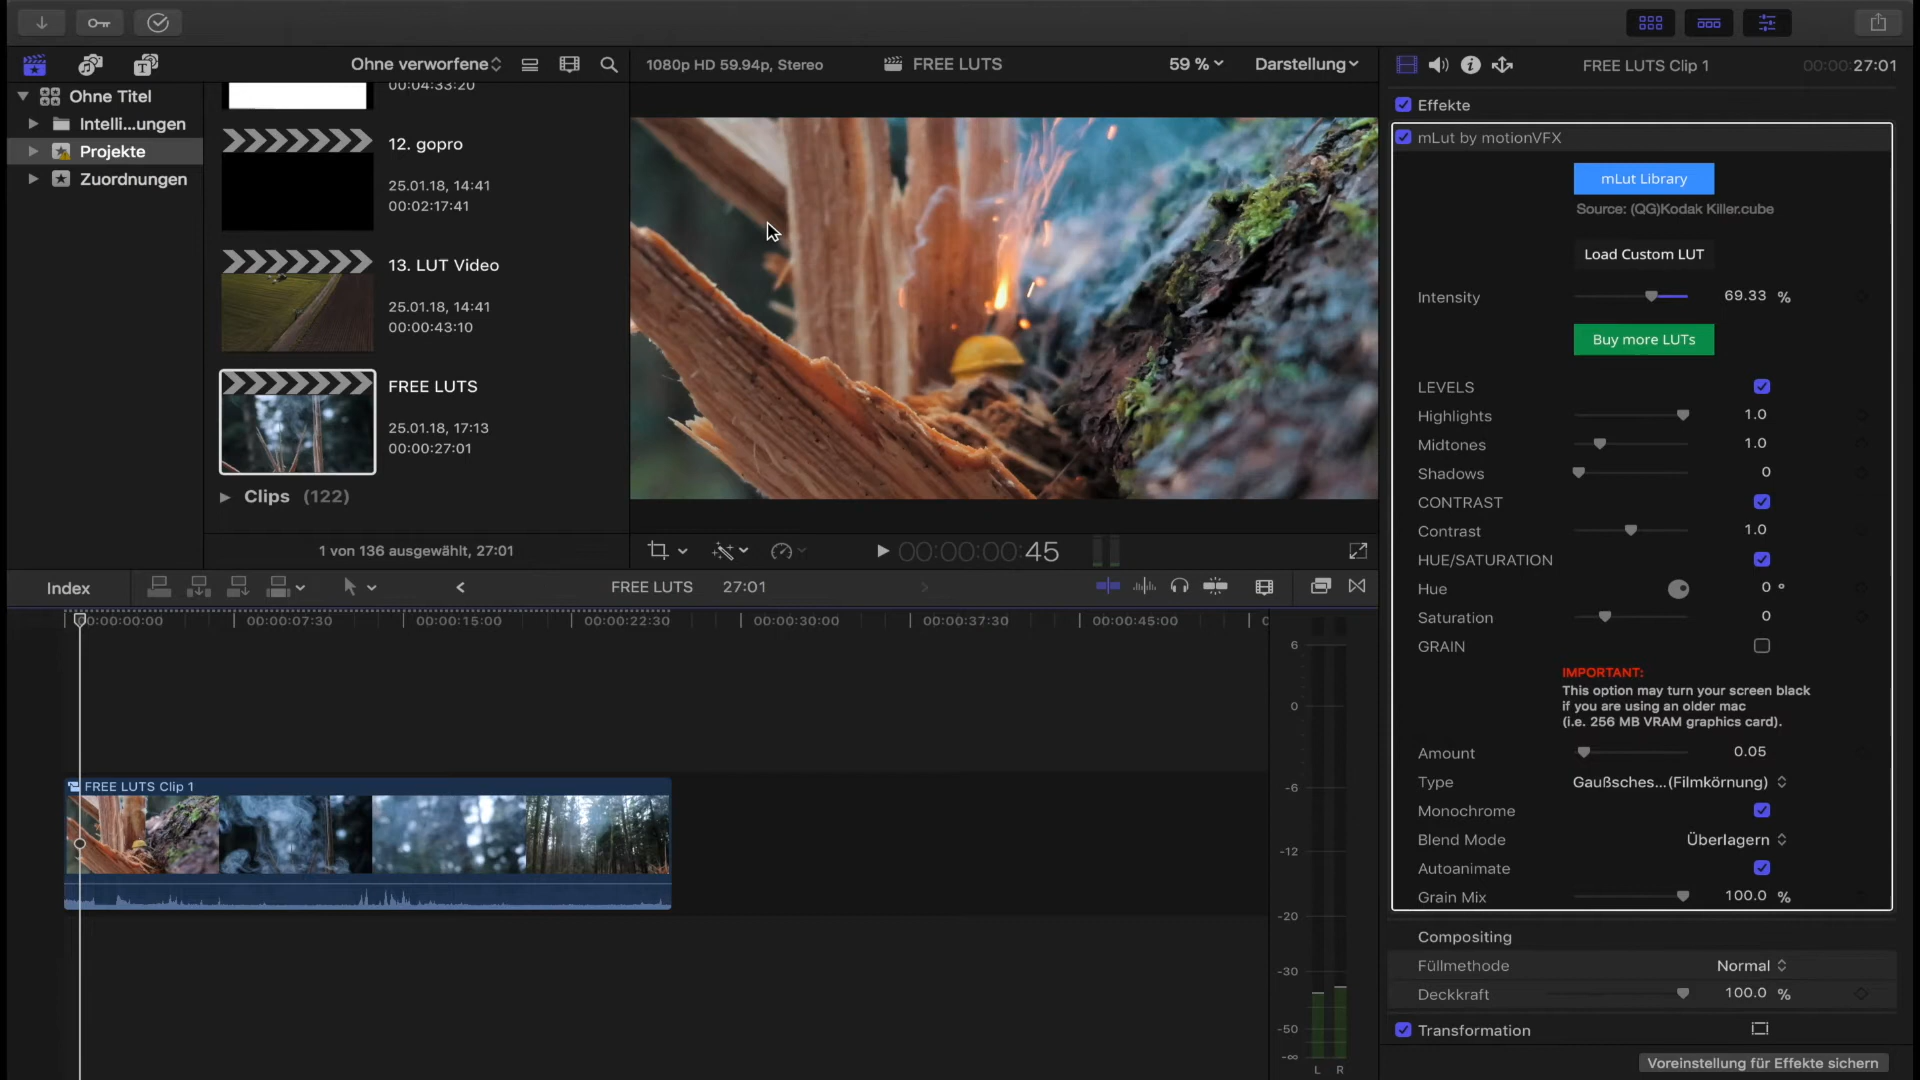 Ohne verworfene
1080p HD 59.94p, Stereo
FREE LUTS
59 %
Darstellung
FREE LUTS Clip 1
00:00:27:01
Ohne Titel
Intelli...ungen
Projekte
Zuordnungen
00:04:33:20
12. gopro
25.01.18, 14:41
00:02:17:41
13. LUT Video
25.01.18, 14:41
00:00:43:10
FREE LUTS
25.01.18, 17:13
00:00:27:01
Clips (122)
1 von 136 ausgewählt, 27:01
00:00:00:45
Effekte
mLut by motionVFX
mLut Library
Source: (QG)Kodak Killer.cube
Load Custom LUT
Intensity 69.33 %
Buy more LUTs
LEVELS
Highlights 1.0
Midtones 1.0
Shadows 0
CONTRAST
Contrast 1.0
HUE/SATURATION
Hue 0 °
Saturation 0
GRAIN
IMPORTANT:
This option may turn your screen black
if you are using an older mac
(i.e. 256 MB VRAM graphics card).
Amount 0.05
Type Gaußsches...(Filmkörnung)
Monochrome
Blend Mode Überlagern
Autoanimate
Grain Mix 100.0 %
Compositing
Füllmethode Normal
Deckkraft 100.0 %
Transformation
Voreinstellung für Effekte sichern
Index
FREE LUTS 27:01
00:00:00:00 00:00:07:30 00:00:15:00 00:00:22:30 00:00:30:00 00:00:37:30 00:00:45:00
FREE LUTS Clip 1
6
0
-6
-12
-20
-30
-50
-∞
L R